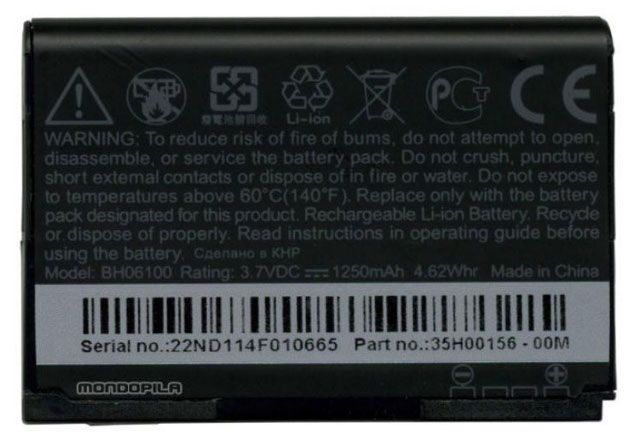 廢電池請回收
Li-ion
PCT
CE
WARNING: To reduce risk of fire of burns, do not attempt to open,
disassemble, or service the battery pack. Do not crush, puncture,
short external contacts or dispose of in fire or water. Do not expose
to temperatures above 60°C(140°F). Replace only with the battery
pack designated for this product. Rechargeable Li-ion Battery. Recycle
or dispose of properly. Read instructions in operating guide before
using the battery. Сделано в КНР
Model: BH06100 Rating: 3.7VDC ⎓ 1250mAh 4.62Whr Made in China
Serial no.:22ND114F010665 Part no.:35H00156 - 00M
MONDOPILA